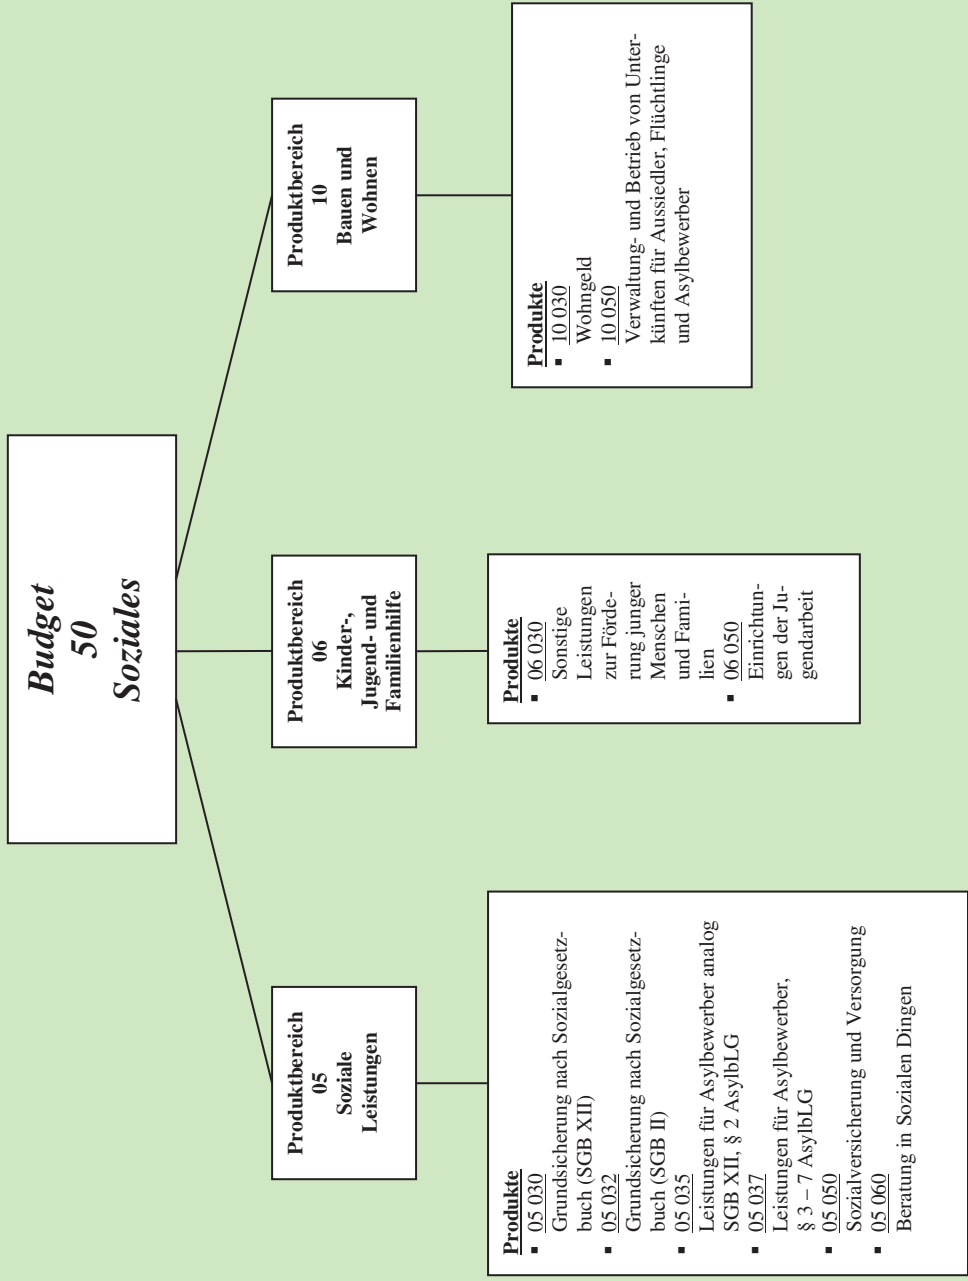 Budget
50
Soziales
Produktbereich
05
Soziale
Leistungen
Produktbereich
06
Kinder-,
Jugend- und
Familienhilfe
Produktbereich
10
Bauen und
Wohnen
Produkte
▪ 05 030
Grundsicherung nach Sozialgesetz-
buch (SGB XII)
▪ 05 032
Grundsicherung nach Sozialgesetz-
buch (SGB II)
▪ 05 035
Leistungen für Asylbewerber analog
SGB XII, § 2 AsylbLG
▪ 05 037
Leistungen für Asylbewerber,
§ 3 – 7 AsylbLG
▪ 05 050
Sozialversicherung und Versorgung
▪ 05 060
Beratung in Sozialen Dingen
Produkte
▪ 06 030
Sonstige
Leistungen
zur Förde-
rung junger
Menschen
und Fami-
lien
▪ 06 050
Einrichtun-
gen der Ju-
gendarbeit
Produkte
▪ 10 030
Wohngeld
▪ 10 050
Verwaltung- und Betrieb von Unter-
künften für Aussiedler, Flüchtlinge
und Asylbewerber